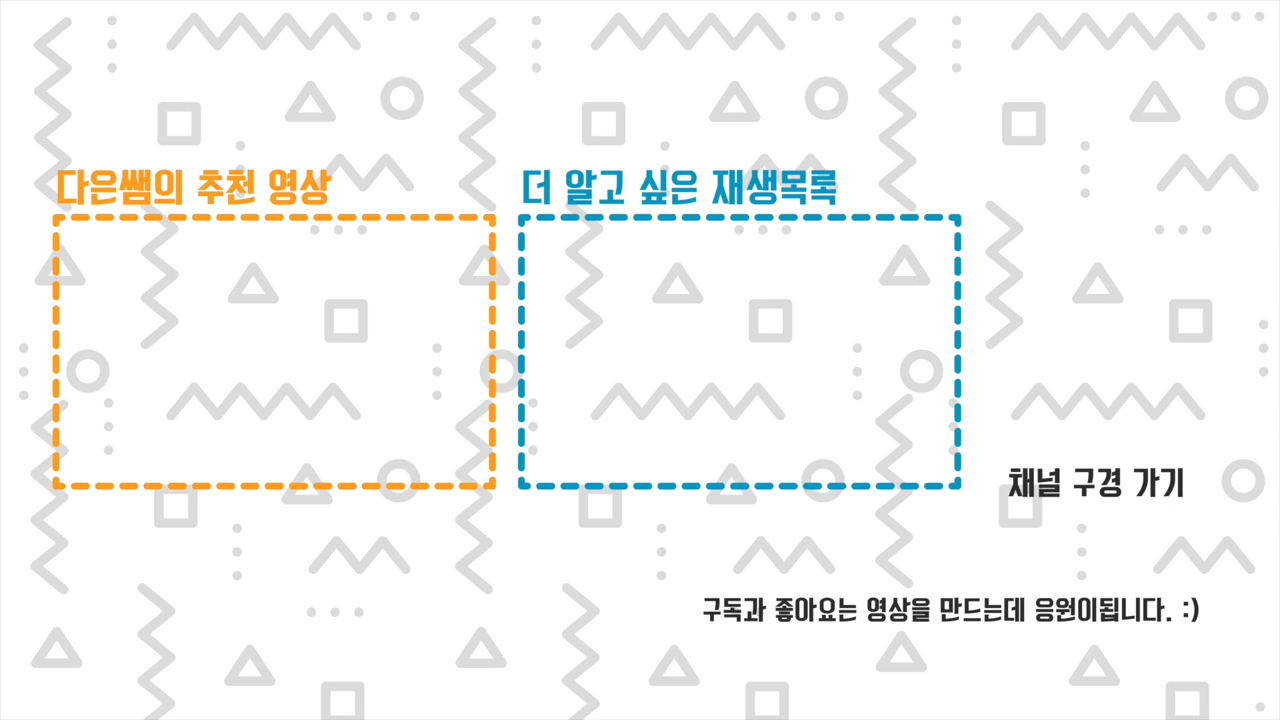 다은쌤의 추천 영상
더 알고 싶은 재생목록
채널 구경 가기
구독과 좋아요는 영상을 만드는데 응원이됩니다. :)